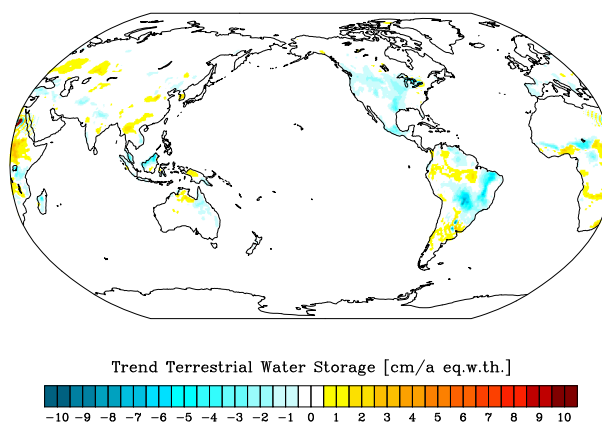 Trend Terrestrial Water Storage [cm/a eq.w.th.]
-10 -9 -8 -7 -6 -5 -4 -3 -2 -1 0 1 2 3 4 5 6 7 8 9 10